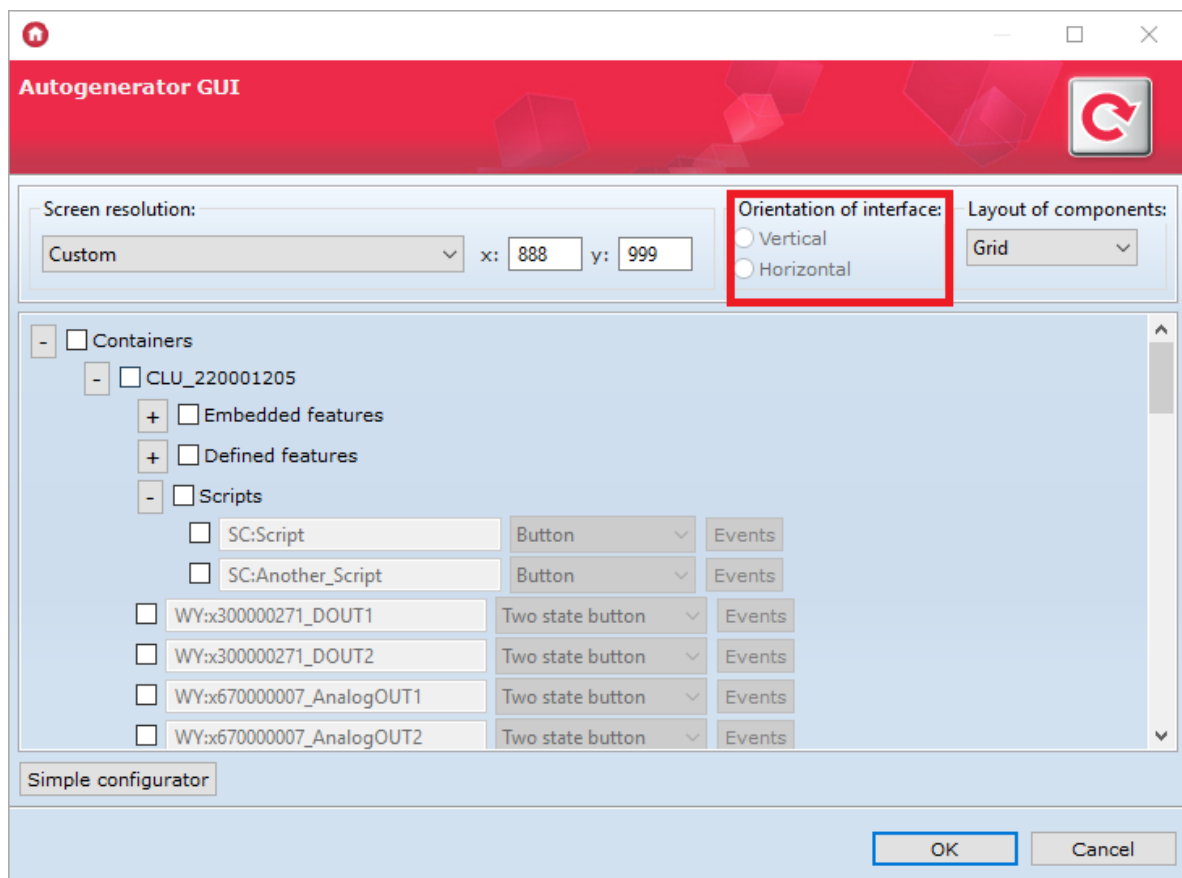 Autogenerator GUI
Screen resolution:
Custom x: 888 y: 999
Orientation of interface:
Vertical
Horizontal
Layout of components:
Grid
- Containers
- CLU_220001205
+ Embedded features
+ Defined features
- Scripts
SC:Script Button Events
SC:Another_Script Button Events
WY:x300000271_DOUT1 Two state button Events
WY:x300000271_DOUT2 Two state button Events
WY:x670000007_AnalogOUT1 Two state button Events
WY:x670000007_AnalogOUT2 Two state button Events
Simple configurator
OK Cancel